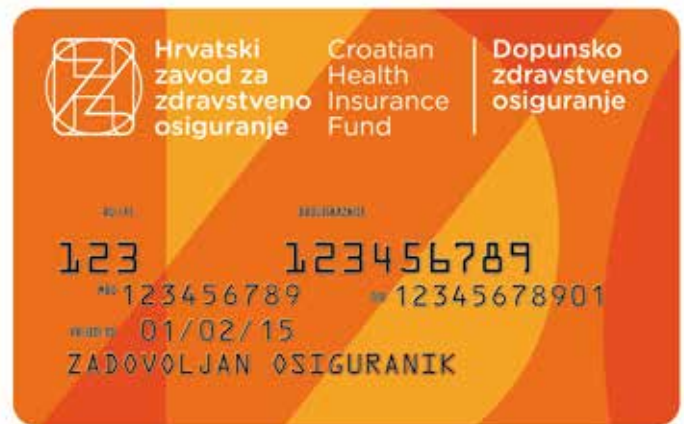 Hrvatski
zavod za
zdravstveno
osiguranje
Croatian
Health
Insurance
Fund
Dopunsko
zdravstveno
osiguranje
123 123456789
MBO 123456789 12345678901
01/02/15
ZADOVOLJAN OSIGURANIK